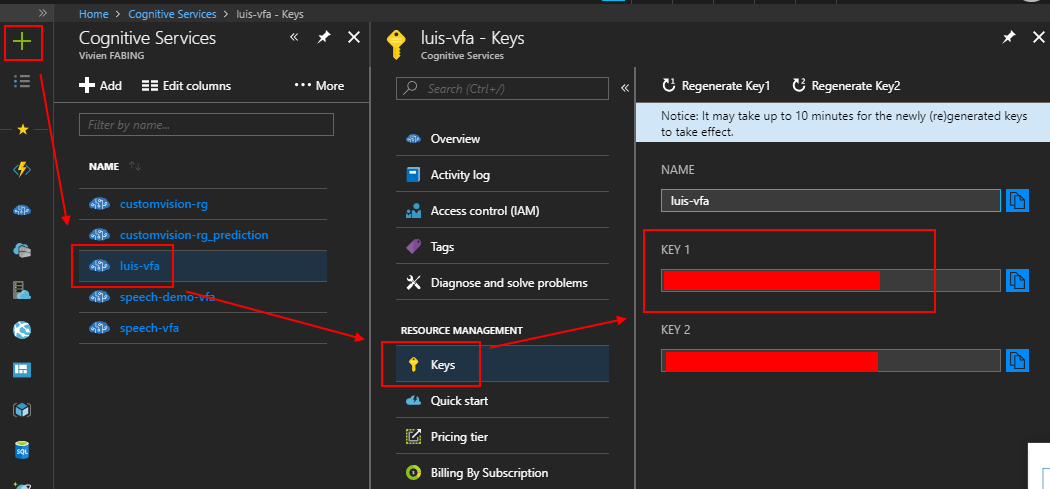 Home > Cognitive Services > luis-vfa - Keys
Cognitive Services
Vivien FABING
Add
Edit columns
More
Filter by name...
NAME
customvision-rg
customvision-rg_prediction
luis-vfa
speech-demo-vfa
speech-vfa
luis-vfa - Keys
Cognitive Services
Search (Ctrl+/)
Overview
Activity log
Access control (IAM)
Tags
Diagnose and solve problems
RESOURCE MANAGEMENT
Keys
Quick start
Pricing tier
Billing By Subscription
Regenerate Key1
Regenerate Key2
Notice: It may take up to 10 minutes for the newly (re)generated keys
to take effect.
NAME
luis-vfa
KEY 1
KEY 2
SQL